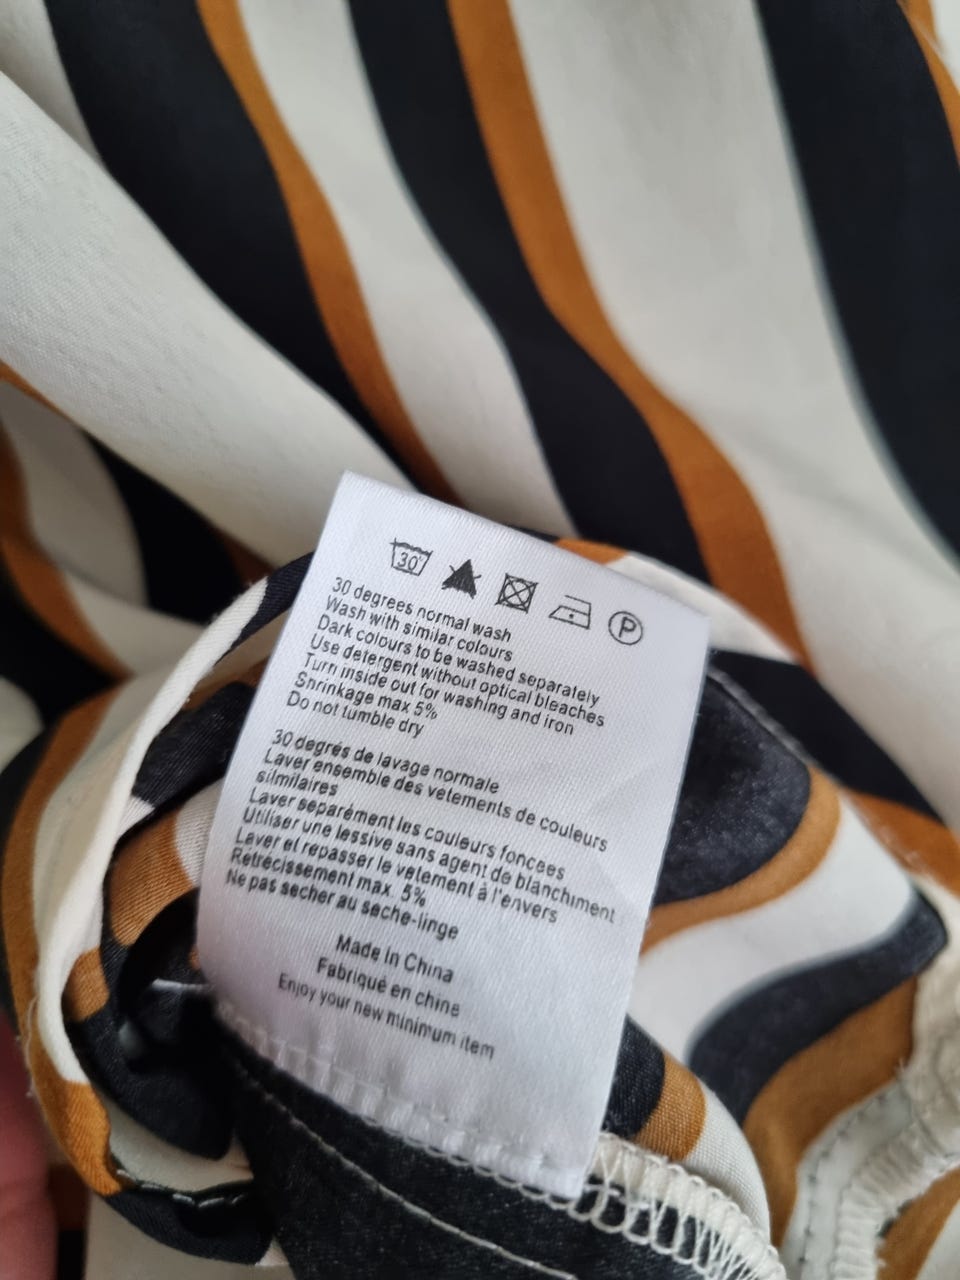 30°
P
30 degrees normal wash
Wash with similar colours
Dark colours to be washed separately
Use detergent without optical bleaches
Turn inside out for washing and iron
Shrinkage max 5%
Do not tumble dry
30 degrés de lavage normale
Laver ensemble des vêtements de couleurs
silmilaires
Laver separèment les couleurs foncees
Utiliser une lessive sans agent de blanchiment
Laver et repasser le vetement à l'envers
Retrecissement max. 5%
Ne pas secher au seche-linge
Made in China
Fabriqué en chine
Enjoy your new minimum item